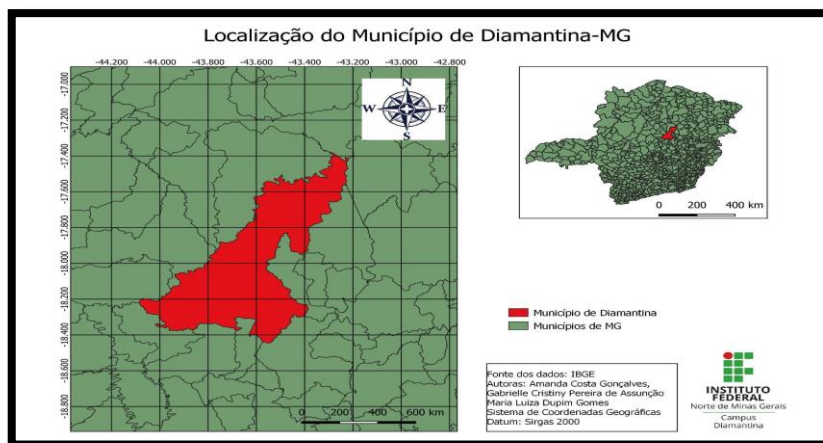 Localização do Município de Diamantina-MG
-44.200 -44.000 -43.800 -43.600 -43.400 -43.200 -43.000 -42.800
-17.000
-17.200
-17.400
-17.600
-17.800
-18.000
-18.200
-18.400
-18.600
-18.800
N
W E
S
0 200 400 600 km
0 200 400 km
Município de Diamantina
Municípios de MG
Fonte dos dados: IBGE
Autoras: Amanda Costa Gonçalves,
Gabrielle Cristiny Pereira de Assunção
Maria Luiza Dupim Gomes
Sistema de Coordenadas Geográficas
Datum: Sirgas 2000
INSTITUTO
FEDERAL
Norte de Minas Gerais
Campus
Diamantina